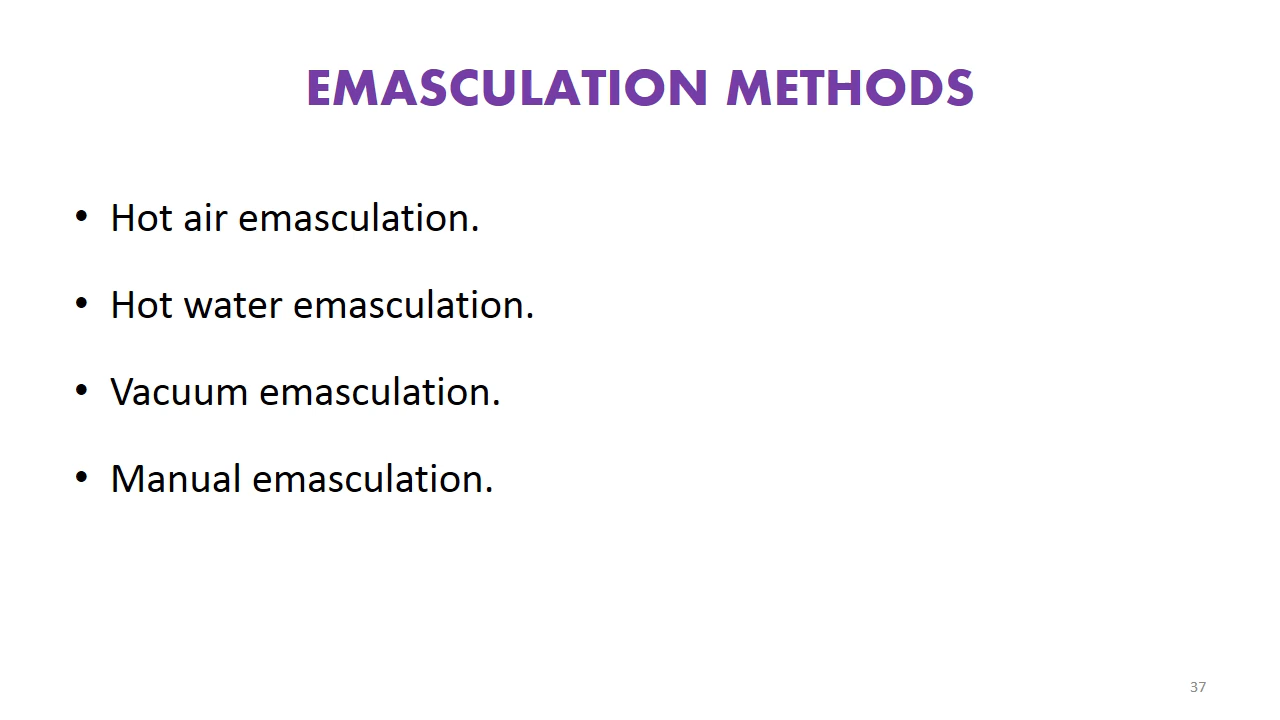 EMASCULATION METHODS
• Hot air emasculation.
• Hot water emasculation.
• Vacuum emasculation.
• Manual emasculation.
37